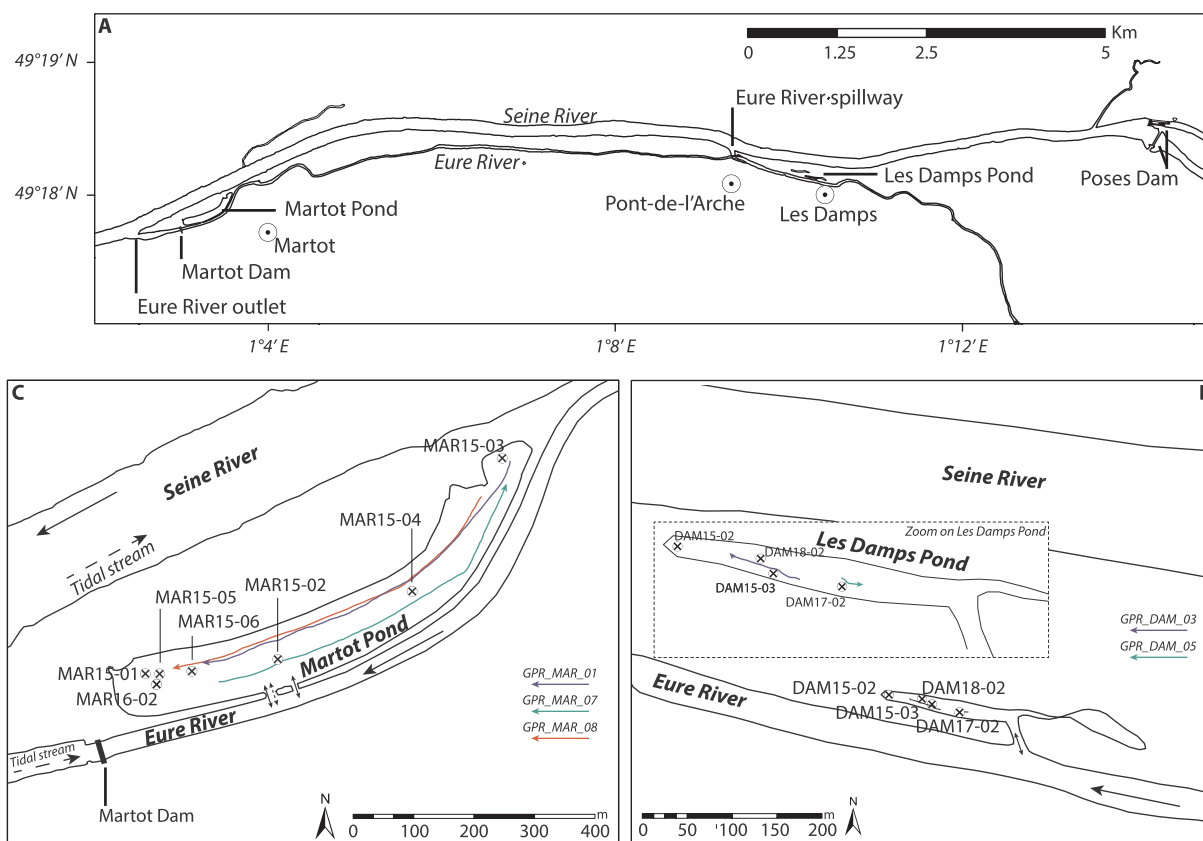 A
Km
0
1.25
2.5
5
49°19' N
49°18' N
Seine River
Eure River
Eure River spillway
Les Damps Pond
Poses Dam
Pont-de-l'Arche
Les Damps
Martot Pond
Martot
Martot Dam
Eure River outlet
1°4' E
1°8' E
1°12' E
C
Seine River
Tidal stream
MAR15-03
MAR15-04
MAR15-02
MAR15-05
MAR15-06
MAR15-01
MAR16-02
Martot Pond
Eure River
Tidal stream
Martot Dam
GPR_MAR_01
GPR_MAR_07
GPR_MAR_08
N
m
0
100
200
300
400
Seine River
Zoom on Les Damps Pond
Les Damps Pond
DAM15-02
DAM18-02
DAM15-03
DAM17-02
GPR_DAM_03
GPR_DAM_05
Eure River
DAM15-02
DAM18-02
DAM15-03
DAM17-02
m
0
50
'100
150
200
N